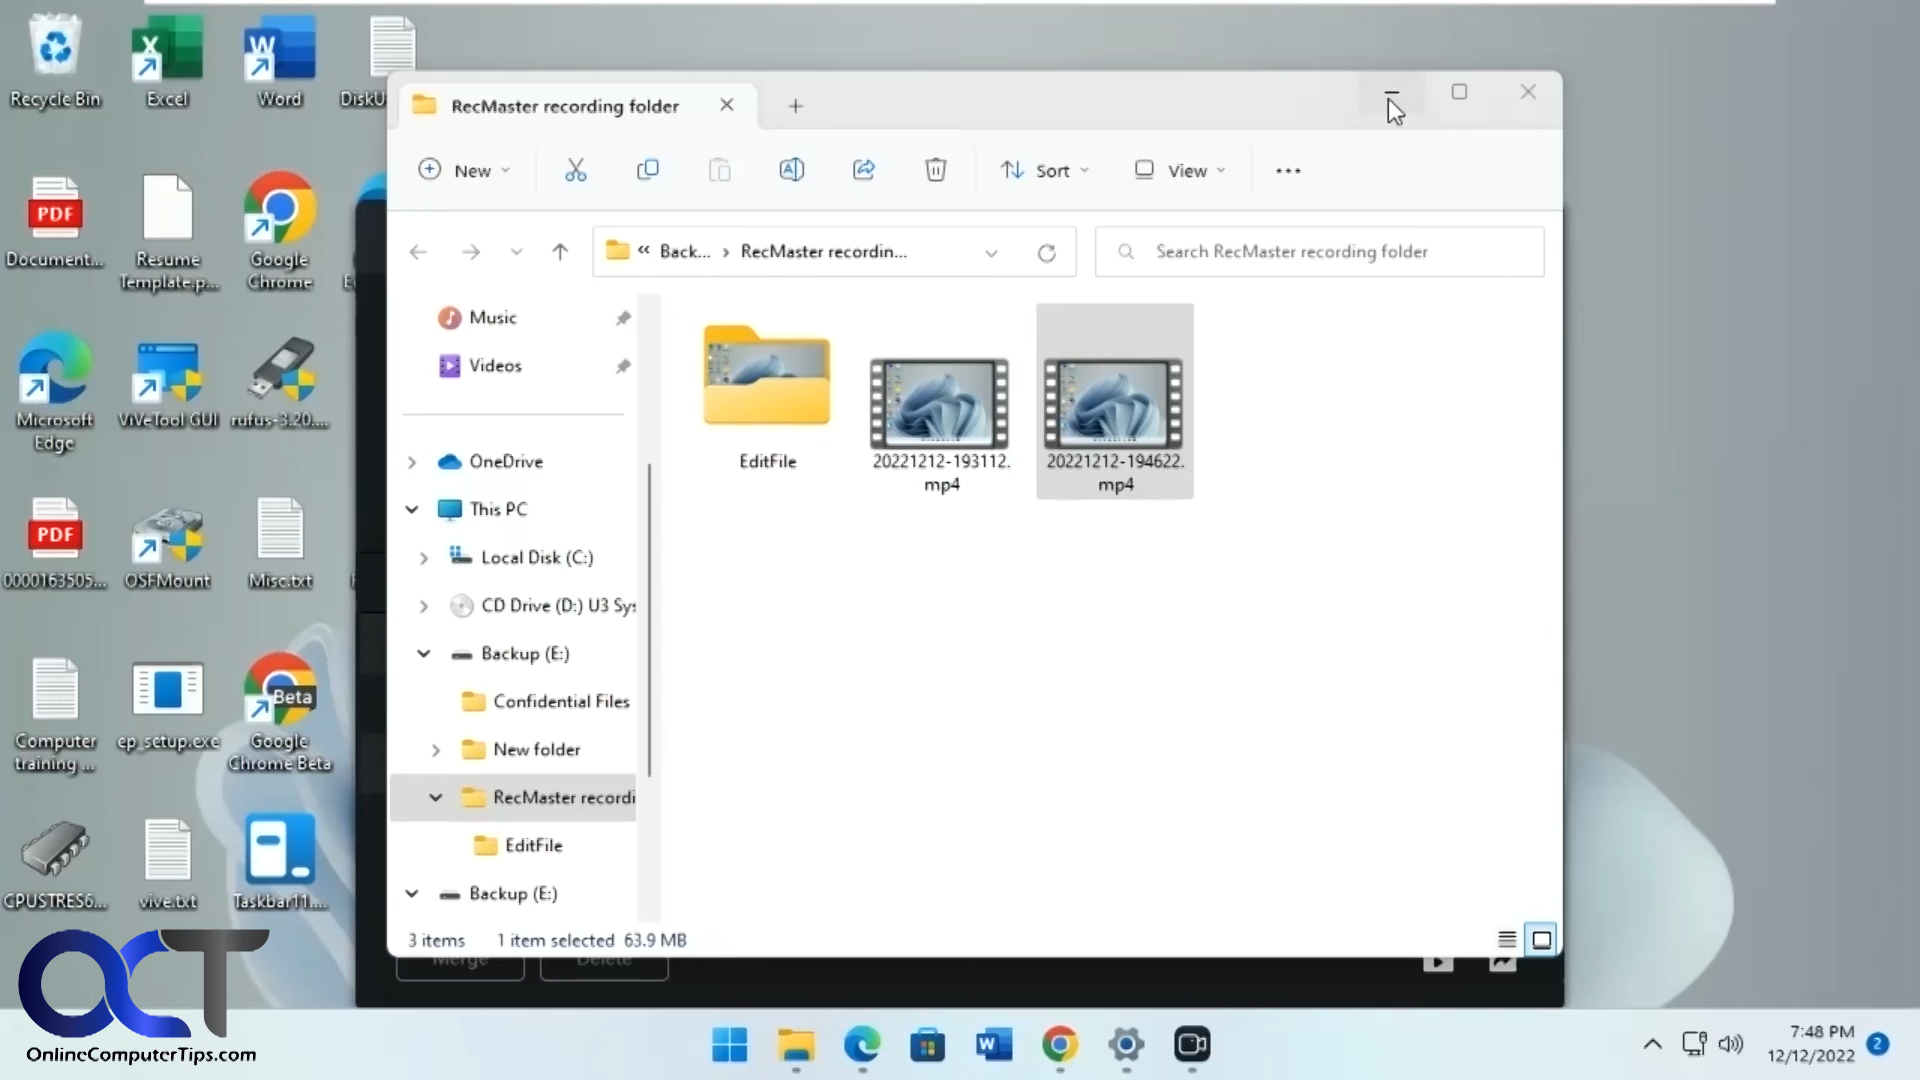 Recycle Bin
Excel
Word
DiskU
Document...
Resume
Template.p...
Google
Chrome
Microsoft
Edge
ViVeTool GUI
rufus-3.20....
0000163505...
OSFMount
Misc.txt
Computer
training ...
ep_setup.exe
Google
Chrome Beta
Beta
CPUSTRES6...
vive.txt
Taskbar11....
PDF
PDF
RecMaster recording folder
New
Sort
View
Back...
RecMaster recordin...
Search RecMaster recording folder
Music
Videos
OneDrive
This PC
Local Disk (C:)
CD Drive (D:) U3 Sys
Backup (E:)
Confidential Files
New folder
RecMaster recordi
EditFile
Backup (E:)
EditFile
20221212-193112.
mp4
20221212-194622.
mp4
3 items
1 item selected 63.9 MB
Merge
Delete
OCT
OnlineComputerTips.com
7:48 PM
12/12/2022
2